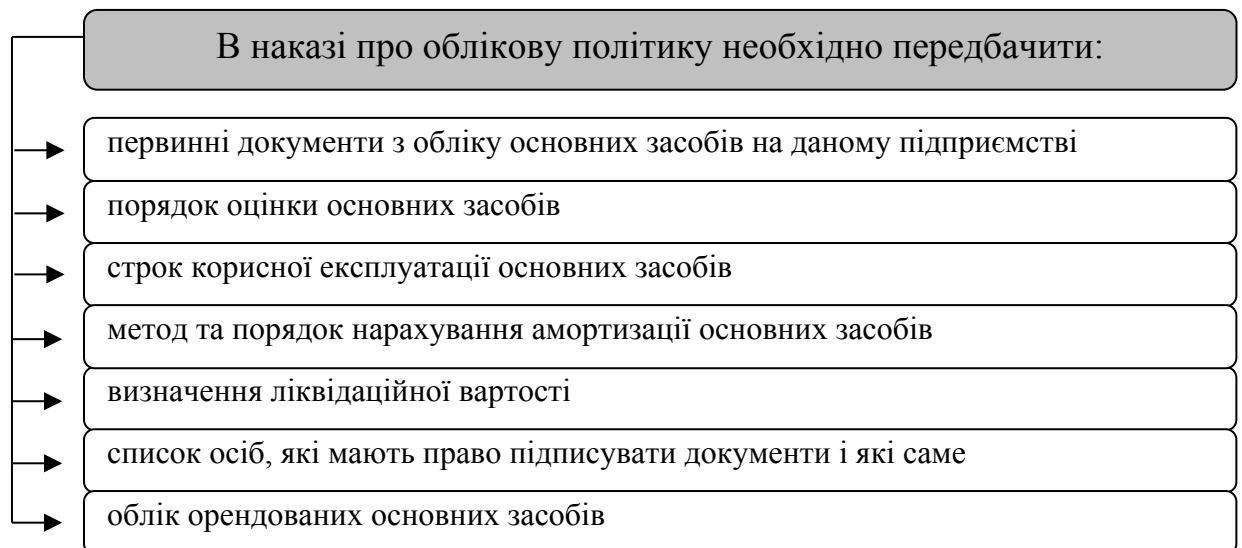 В наказі про облікову політику необхідно передбачити:
первинні документи з обліку основних засобів на даному підприємстві
порядок оцінки основних засобів
строк корисної експлуатації основних засобів
метод та порядок нарахування амортизації основних засобів
визначення ліквідаційної вартості
список осіб, які мають право підписувати документи і які саме
облік орендованих основних засобів